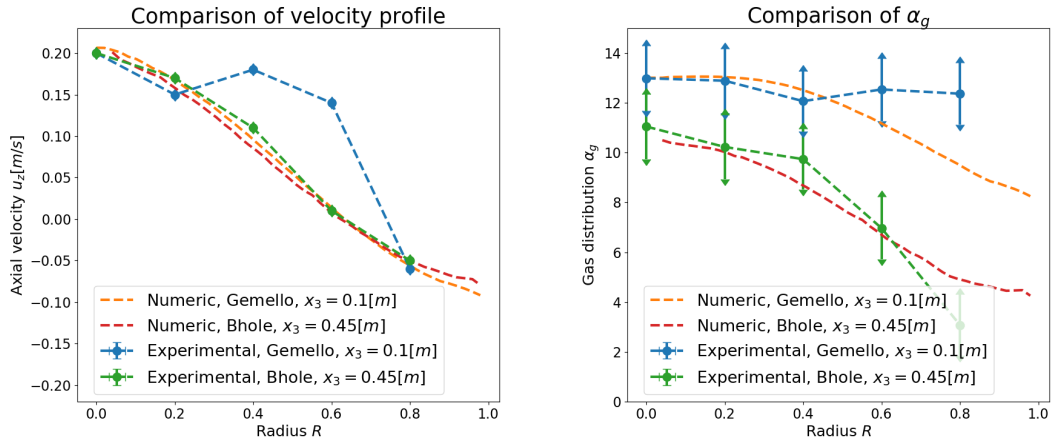 Comparison of velocity profile
Axial velocity $u_z[m/s]$
0.20
0.15
0.10
0.05
0.00
−0.05
−0.10
−0.15
−0.20
Numeric, Gemello, $x_3 = 0.1[m]$
Numeric, Bhole, $x_3 = 0.45[m]$
Experimental, Gemello, $x_3 = 0.1[m]$
Experimental, Bhole, $x_3 = 0.45[m]$
0.0 0.2 0.4 0.6 0.8 1.0
Radius $R$
Comparison of $\alpha_g$
Gas distribution $\alpha_g$
14
12
10
8
6
4
2
0
Numeric, Gemello, $x_3 = 0.1[m]$
Numeric, Bhole, $x_3 = 0.45[m]$
Experimental, Gemello, $x_3 = 0.1[m]$
Experimental, Bhole, $x_3 = 0.45[m]$
0.0 0.2 0.4 0.6 0.8 1.0
Radius $R$